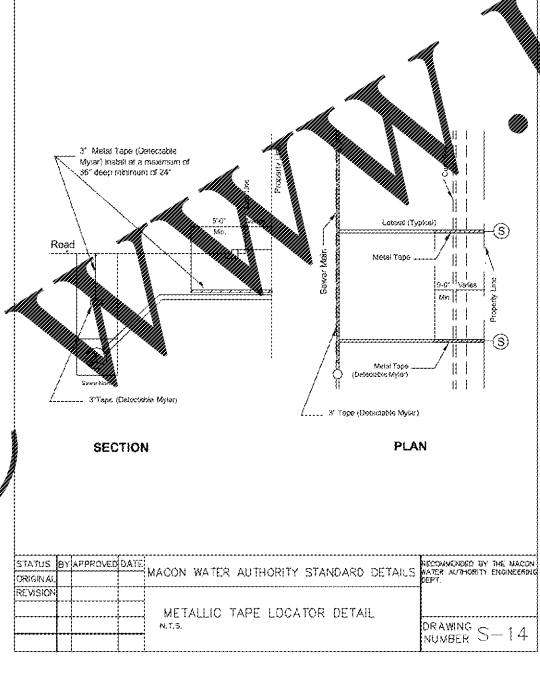 WWW.
3" Metal Tape (Detectable
Mylar) Install at a maximum of
36" deep minimum of 24"
Property Line
Road
5'-0"
Min.
3"Tape (Detectable Mylar)
SECTION
Sewer Main
Lateral (Typical)
S
Metal Tape
5'-0" Varies
Min.
Property Line
S
Metal Tape
(Detectable Mylar)
3" Tape (Detectable Mylar)
PLAN
STATUS BY APPROVED DATE
ORIGINAL
REVISION
MACON WATER AUTHORITY STANDARD DETAILS
METALLIC TAPE LOCATOR DETAIL
N.T.S.
RECOMMENDED BY THE MACON
WATER AUTHORITY ENGINEERING
DEPT.
DRAWING
NUMBER S-14